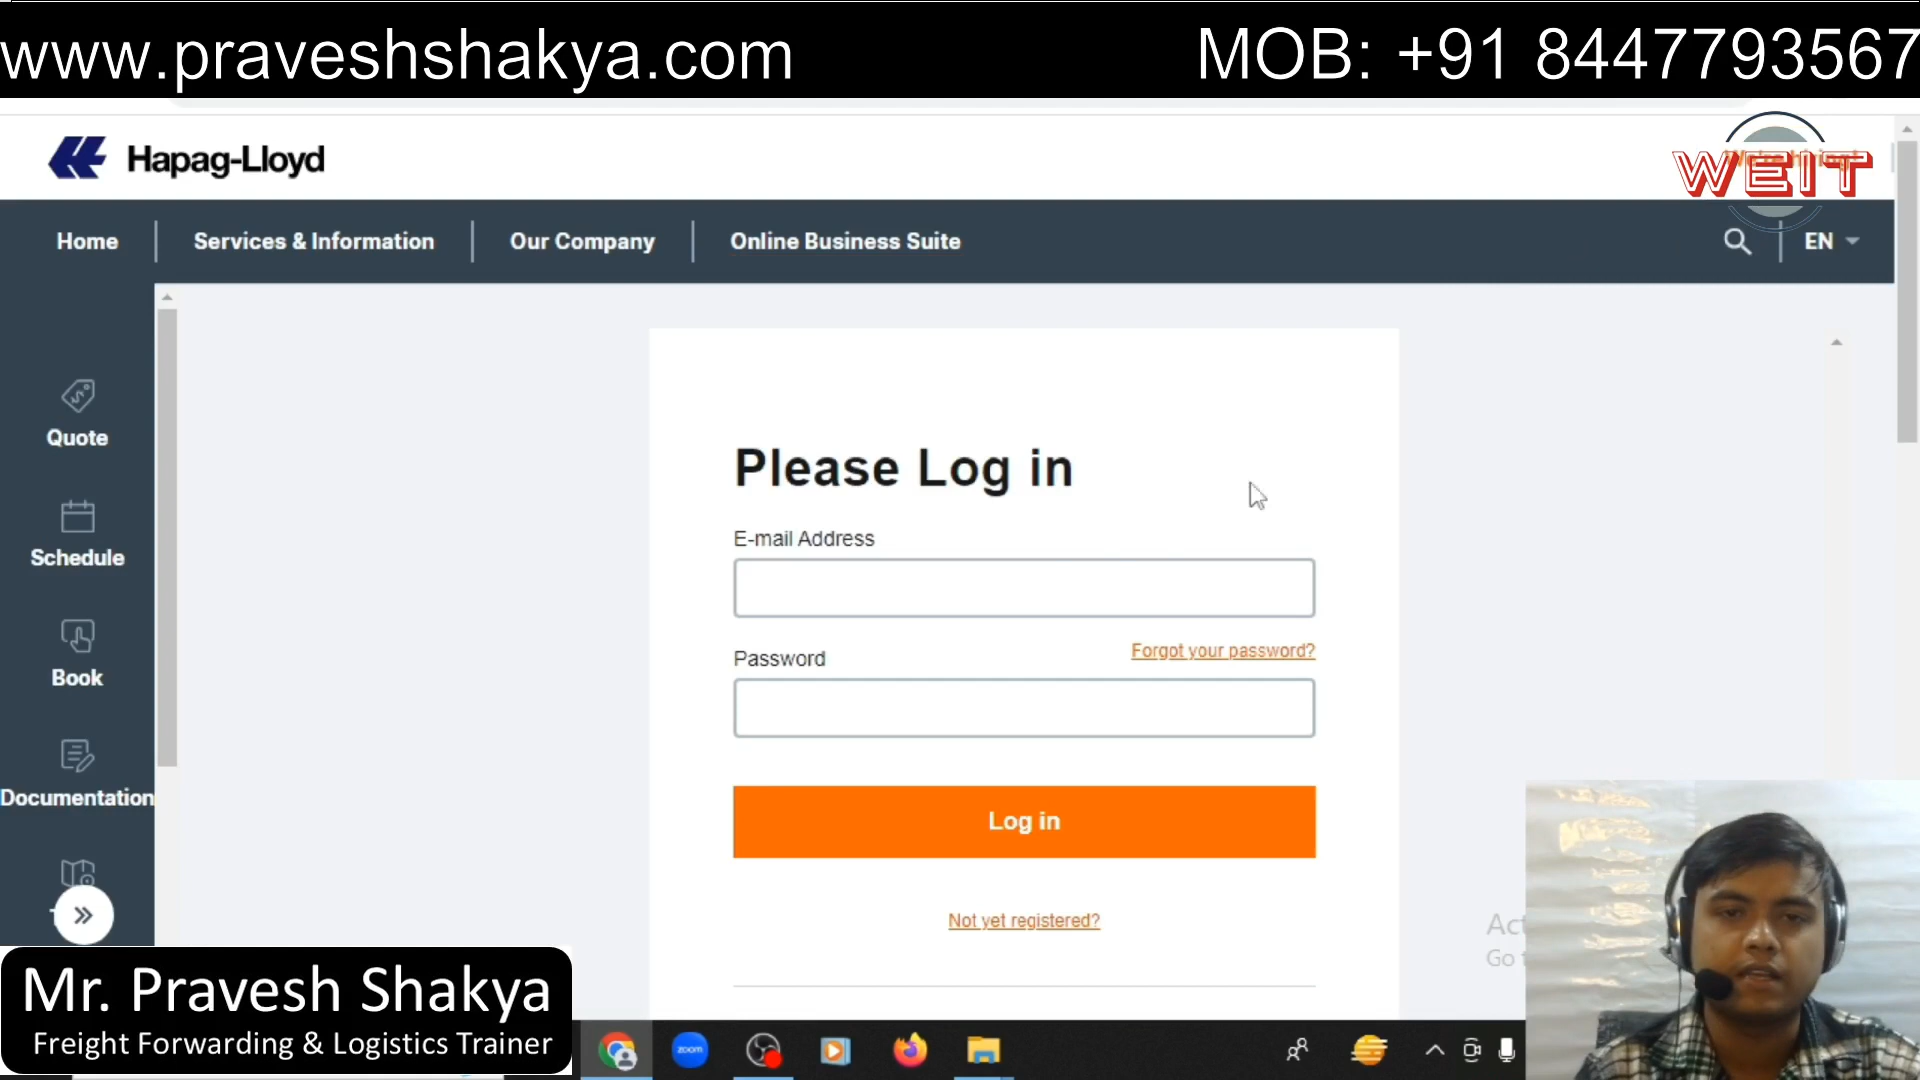 www.praveshshakya.com
MOB: +91 8447793567
Hapag-Lloyd
WEIT
Home
Services & Information
Our Company
Online Business Suite
EN
Quote
Schedule
Book
Documentation
Please Log in
E-mail Address
Password
Forgot your password?
Log in
Not yet registered?
Go
Mr. Pravesh Shakya
Freight Forwarding & Logistics Trainer
zoom